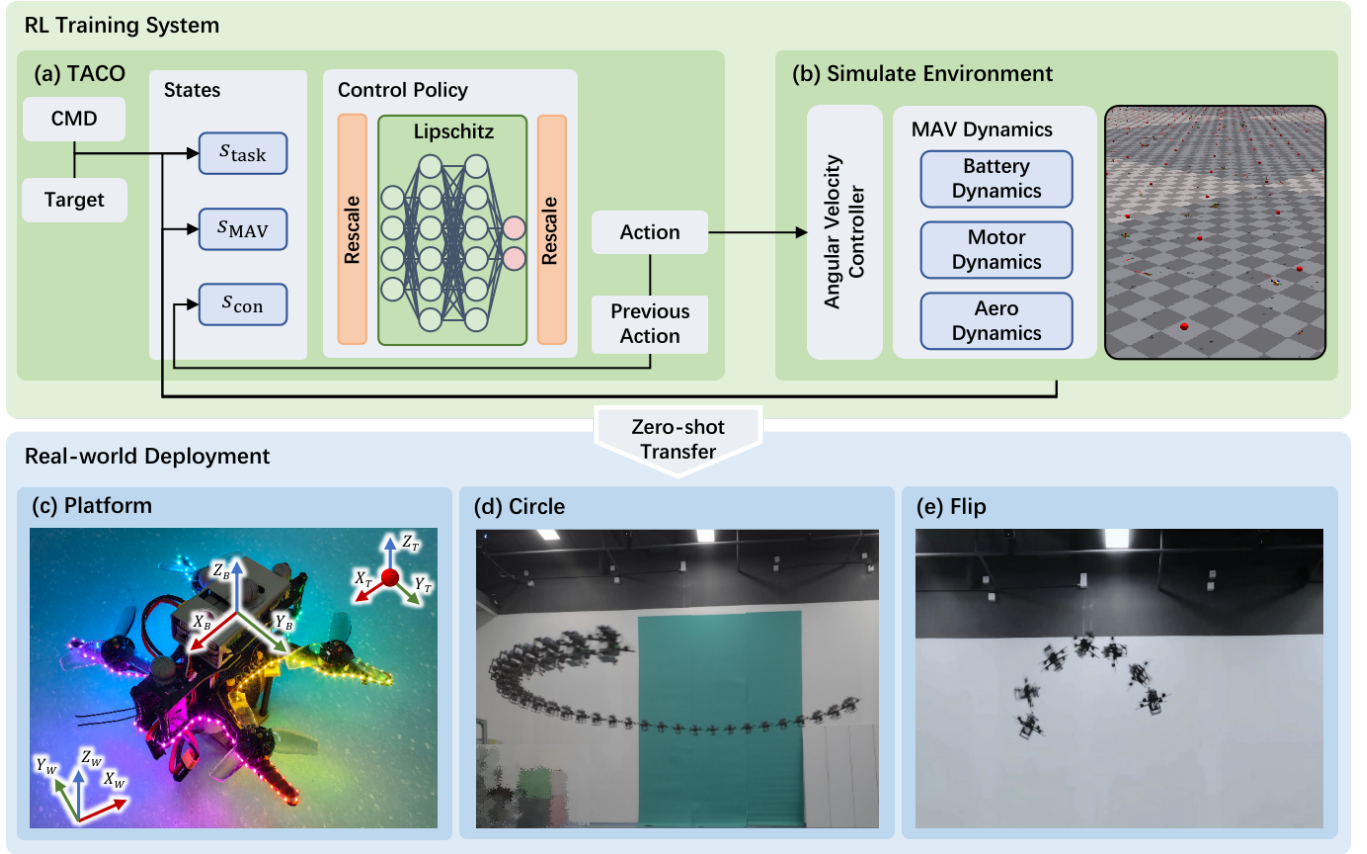 RL Training System
(a) TACO
CMD
Target
States
s_task
s_MAV
s_con
Control Policy
Rescale
Lipschitz
Rescale
Action
Previous
Action
(b) Simulate Environment
Angular Velocity
Controller
MAV Dynamics
Battery
Dynamics
Motor
Dynamics
Aero
Dynamics
Zero-shot
Transfer
Real-world Deployment
(c) Platform
Z_B
X_B
Y_B
Z_T
X_T
Y_T
Y_W
Z_W
X_W
(d) Circle
(e) Flip